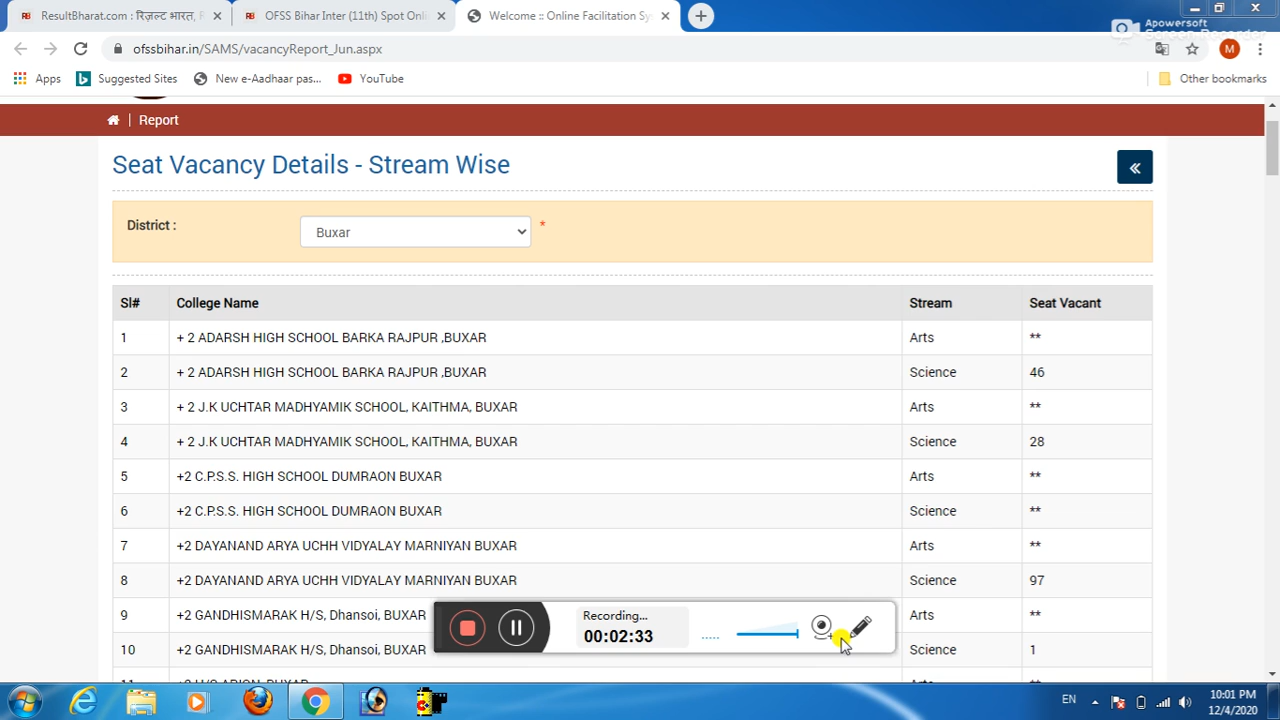 ResultBharat.com : रिज़ल्ट भारत, R
OFSS Bihar Inter (11th) Spot Onli
Welcome :: Online Facilitation Sys
Apowersoft
Screen Recorder
ofssbihar.in/SAMS/vacancyReport_Jun.aspx
M
Apps
Suggested Sites
New e-Aadhaar pas...
YouTube
Other bookmarks
Report
Seat Vacancy Details - Stream Wise
District :
Buxar
*
Sl# College Name Stream Seat Vacant
1 + 2 ADARSH HIGH SCHOOL BARKA RAJPUR ,BUXAR Arts **
2 + 2 ADARSH HIGH SCHOOL BARKA RAJPUR ,BUXAR Science 46
3 + 2 J.K UCHTAR MADHYAMIK SCHOOL, KAITHMA, BUXAR Arts **
4 + 2 J.K UCHTAR MADHYAMIK SCHOOL, KAITHMA, BUXAR Science 28
5 +2 C.P.S.S. HIGH SCHOOL DUMRAON BUXAR Arts **
6 +2 C.P.S.S. HIGH SCHOOL DUMRAON BUXAR Science **
7 +2 DAYANAND ARYA UCHH VIDYALAY MARNIYAN BUXAR Arts **
8 +2 DAYANAND ARYA UCHH VIDYALAY MARNIYAN BUXAR Science 97
9 +2 GANDHISMARAK H/S, Dhansoi, BUXAR Arts **
Recording...
00:02:33
10 +2 GANDHISMARAK H/S, Dhansoi, BUXAR Science 1
EN
10:01 PM
12/4/2020